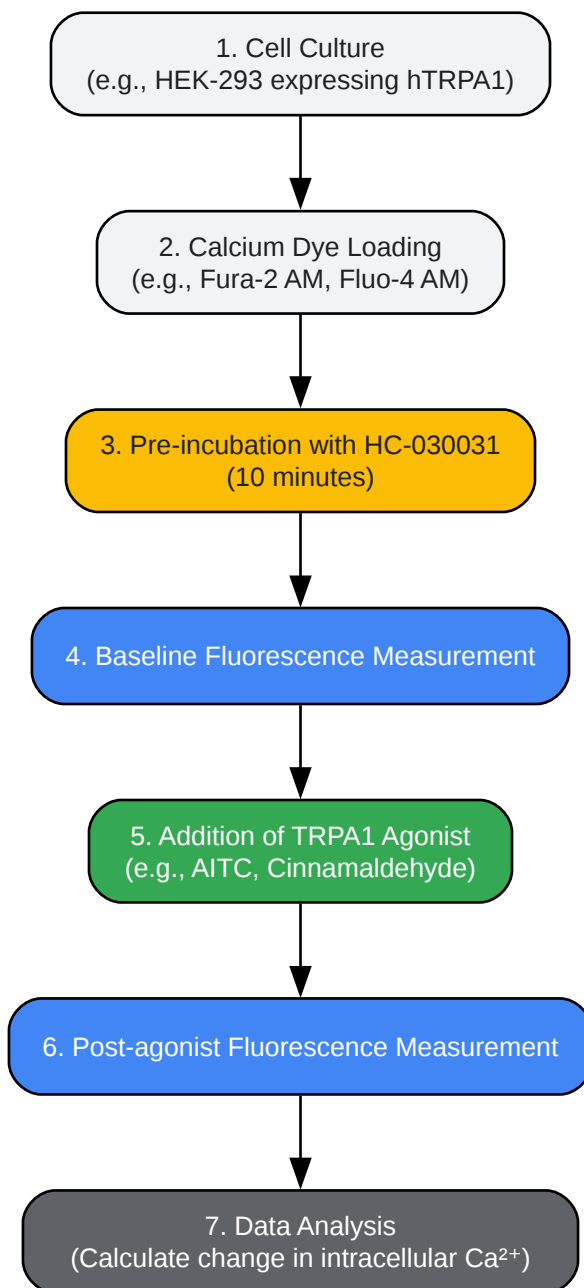 1. Cell Culture
(e.g., HEK-293 expressing hTRPA1)
2. Calcium Dye Loading
(e.g., Fura-2 AM, Fluo-4 AM)
3. Pre-incubation with HC-030031
(10 minutes)
4. Baseline Fluorescence Measurement
5. Addition of TRPA1 Agonist
(e.g., AITC, Cinnamaldehyde)
6. Post-agonist Fluorescence Measurement
7. Data Analysis
(Calculate change in intracellular Ca²⁺)